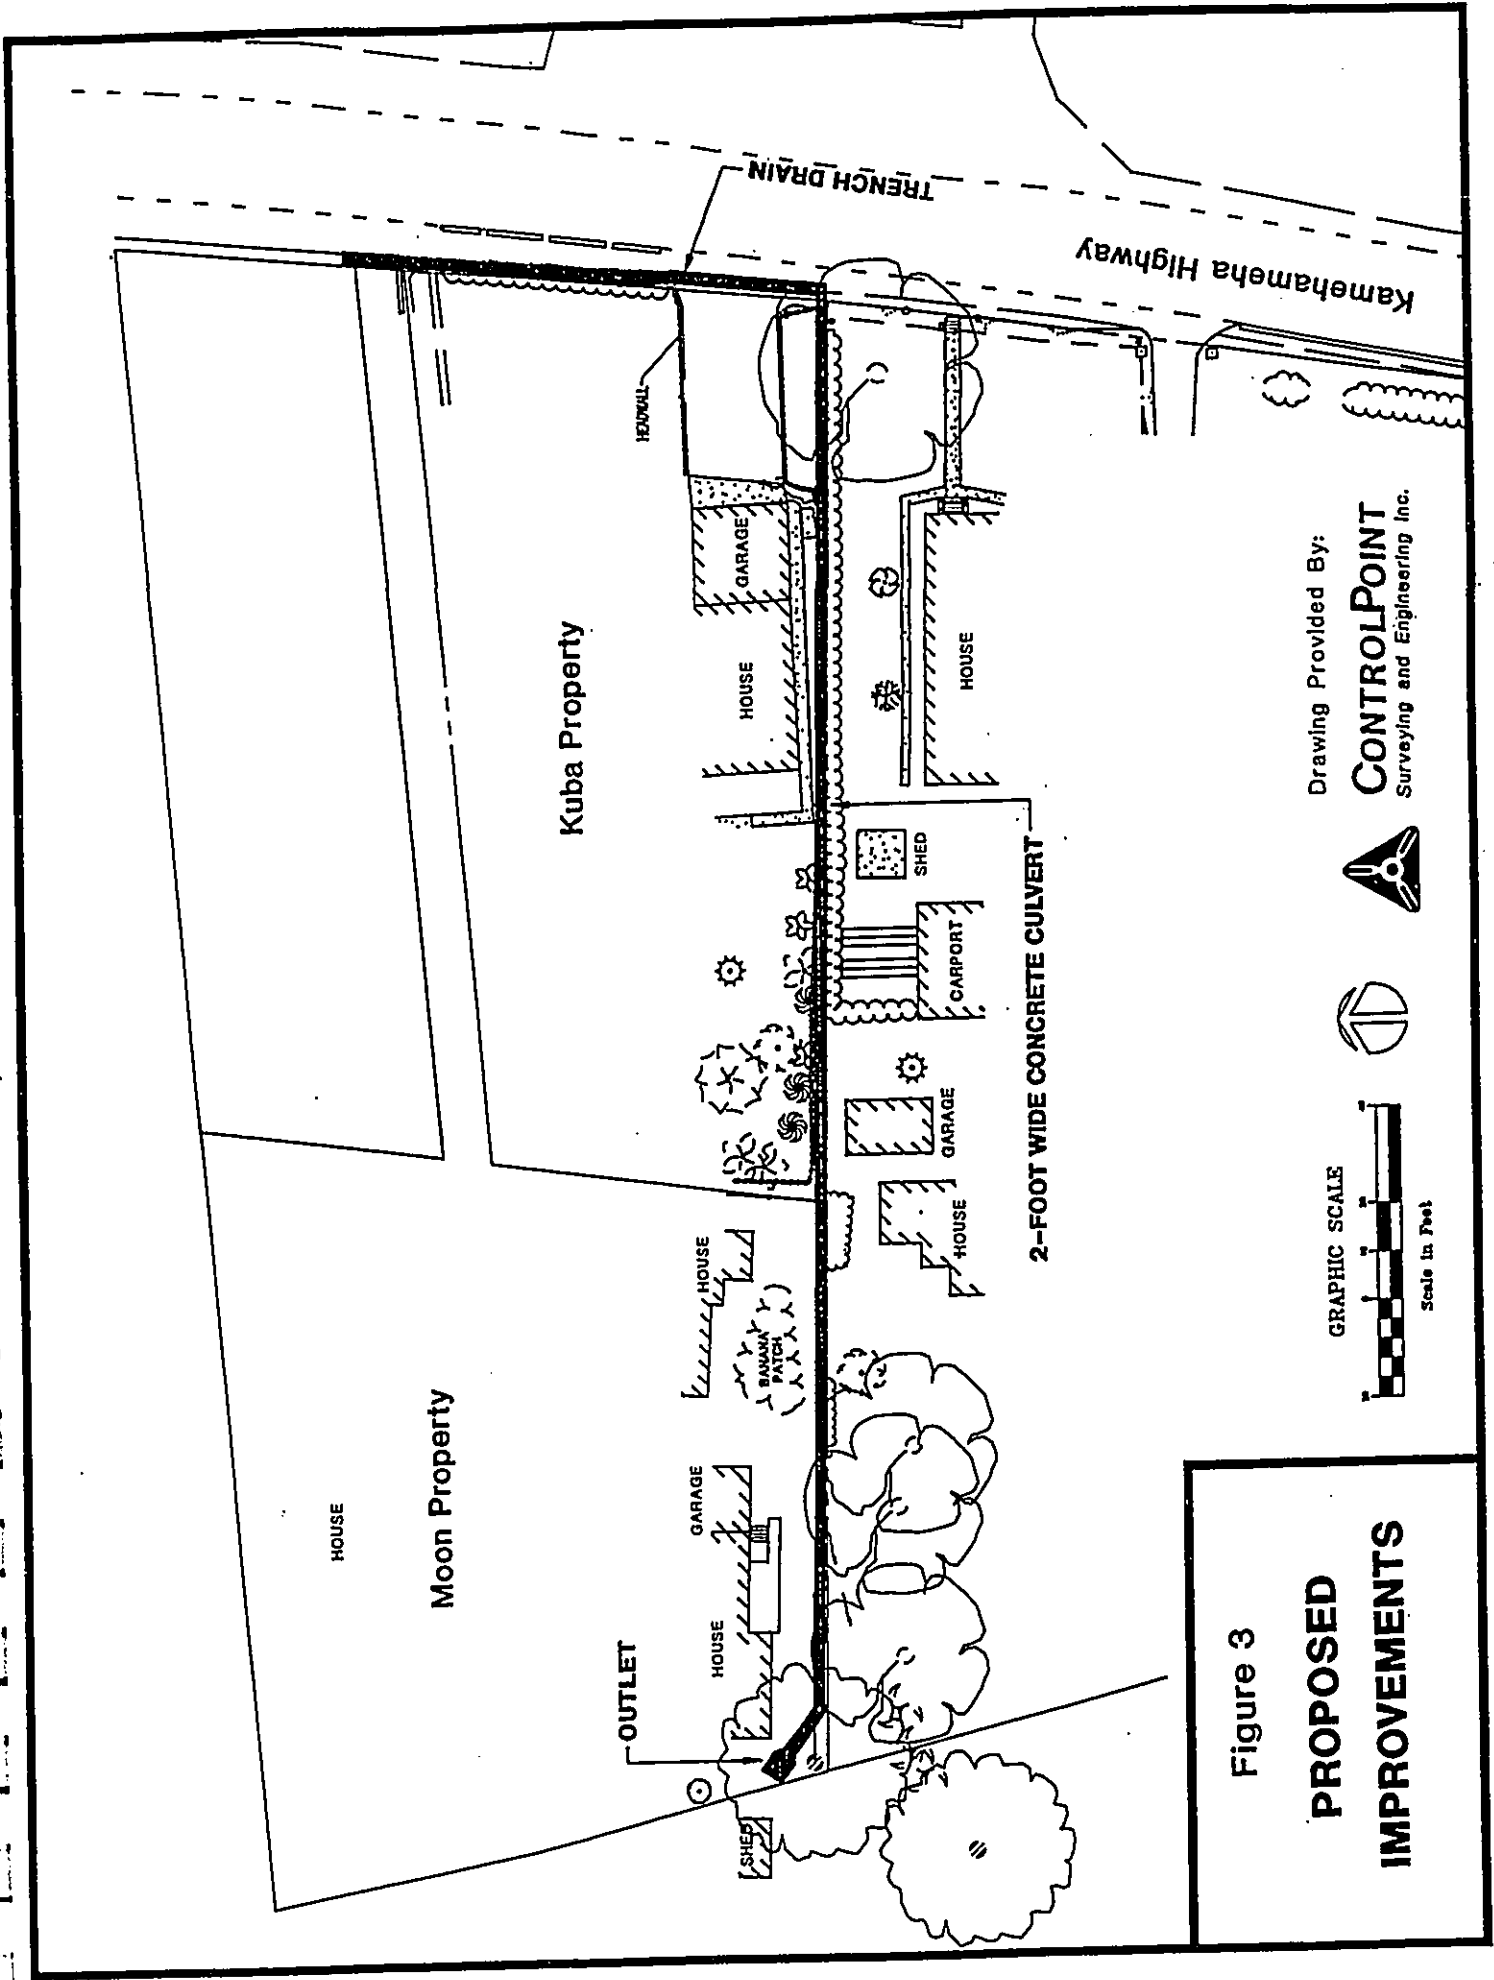 TRENCH DRAIN
Kamehameha Highway
HEADWALL
GARAGE
HOUSE
Kuba Property
HOUSE
SHED
CARPORT
2-FOOT WIDE CONCRETE CULVERT
GARAGE
HOUSE
HOUSE
BANANA
PATCH
Moon Property
HOUSE
GARAGE
HOUSE
OUTLET
SHED
Drawing Provided By:
CONTROLPOINT
Surveying and Engineering Inc.
GRAPHIC SCALE
Scale in Feet
Figure 3
PROPOSED
IMPROVEMENTS